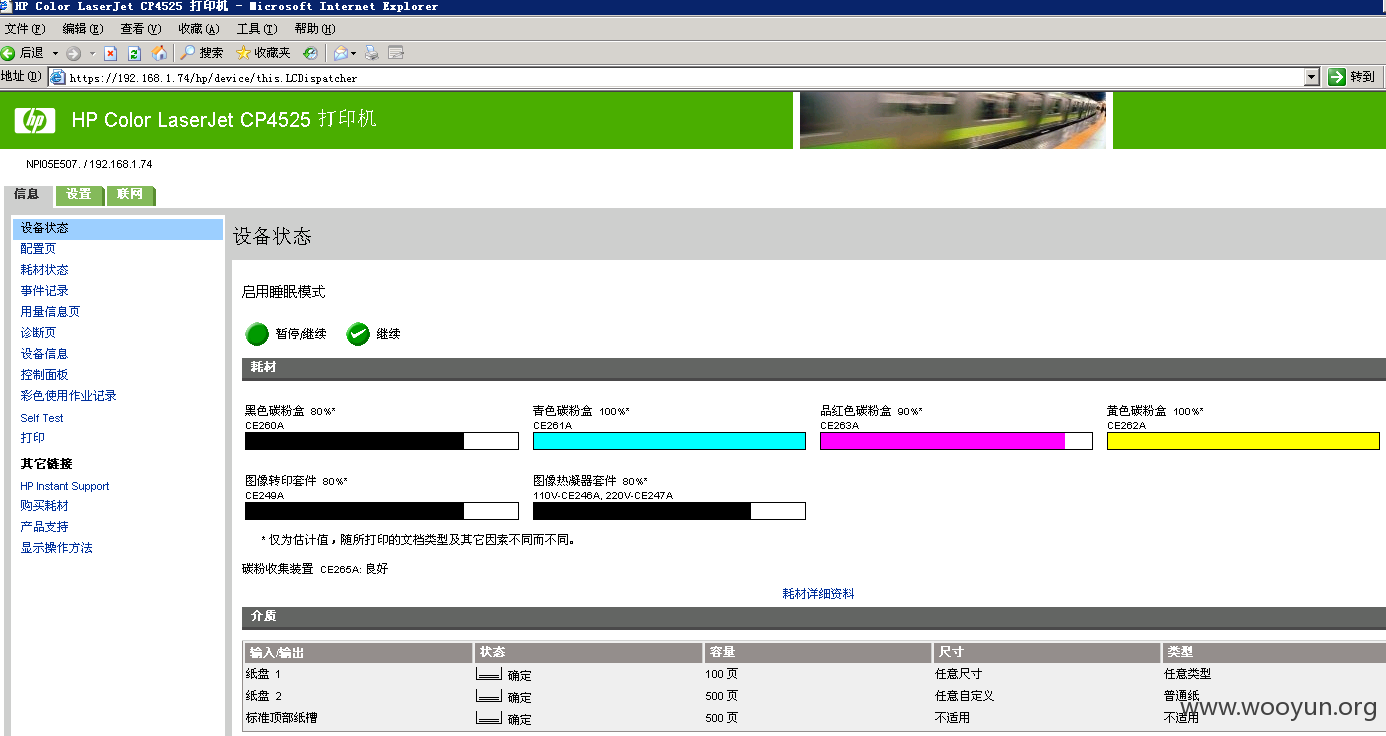 HP Color LaserJet CP4525 打印机 - Microsoft Internet Explorer
文件(F) 编辑(E) 查看(V) 收藏(A) 工具(T) 帮助(H)
后退 搜索 收藏夹
地址(D) https://192.168.1.74/hp/device/this.LCDispatcher 转到
hp HP Color LaserJet CP4525 打印机
NPI05E507. / 192.168.1.74
信息 设置 联网
设备状态
配置页
耗材状态
事件记录
用量信息页
诊断页
设备信息
控制面板
彩色使用作业记录
Self Test
打印
其它链接
HP Instant Support
购买耗材
产品支持
显示操作方法
设备状态
启用睡眠模式
暂停/继续 继续
耗材
黑色碳粉盒 80%* 青色碳粉盒 100%* 品红色碳粉盒 90%* 黄色碳粉盒 100%*
CE260A CE261A CE263A CE262A
图像转印套件 80%* 图像热凝器套件 80%*
CE249A 110V-CE246A, 220V-CE247A
* 仅为估计值，随所打印的文档类型及其它因素不同而不同。
碳粉收集装置 CE265A: 良好
耗材详细资料
介质
输入/输出 状态 容量 尺寸 类型
纸盘 1 确定 100 页 任意尺寸 任意类型
纸盘 2 确定 500 页 任意自定义 普通纸
标准顶部纸槽 确定 500 页 不适用 不适用
www.wooyun.org